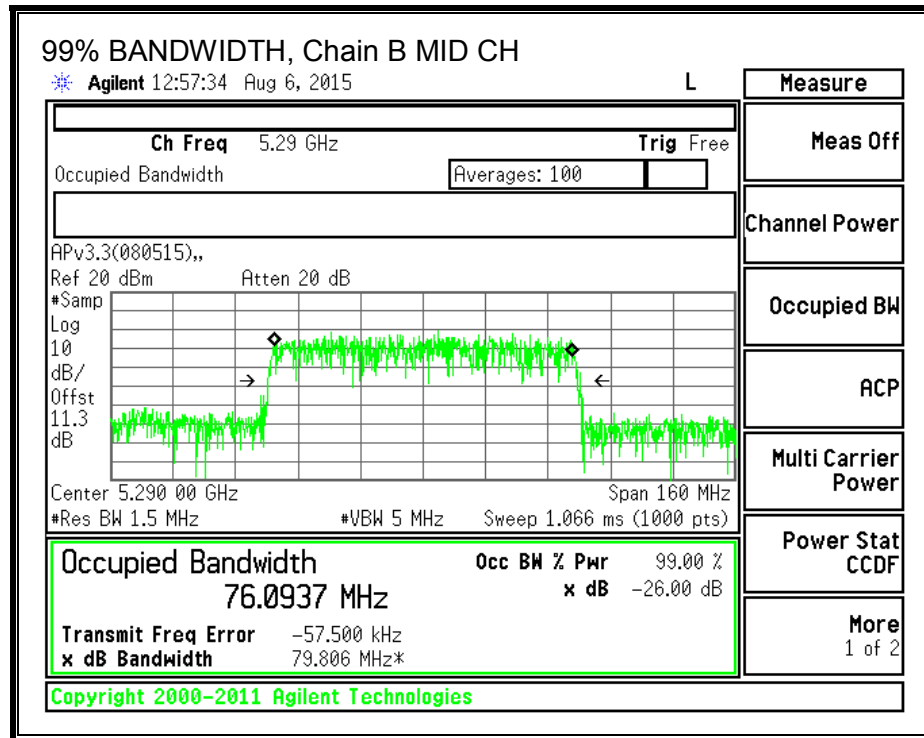 99% BANDWIDTH, Chain B MID CH
Agilent 12:57:34 Aug 6, 2015 L
Measure
Ch Freq 5.29 GHz Trig Free
Meas Off
Occupied Bandwidth Averages: 100
Channel Power
APv3.3(080515),,
Ref 20 dBm Atten 20 dB
#Samp
Log
10
dB/
Offst
11.3
dB
Occupied BW
ACP
Multi Carrier
Power
Center 5.290 00 GHz Span 160 MHz
#Res BW 1.5 MHz #VBW 5 MHz Sweep 1.066 ms (1000 pts)
Power Stat
CCDF
Occupied Bandwidth Occ BW % Pwr 99.00 %
76.0937 MHz x dB -26.00 dB
Transmit Freq Error -57.500 kHz
x dB Bandwidth 79.806 MHz*
More
1 of 2
Copyright 2000-2011 Agilent Technologies